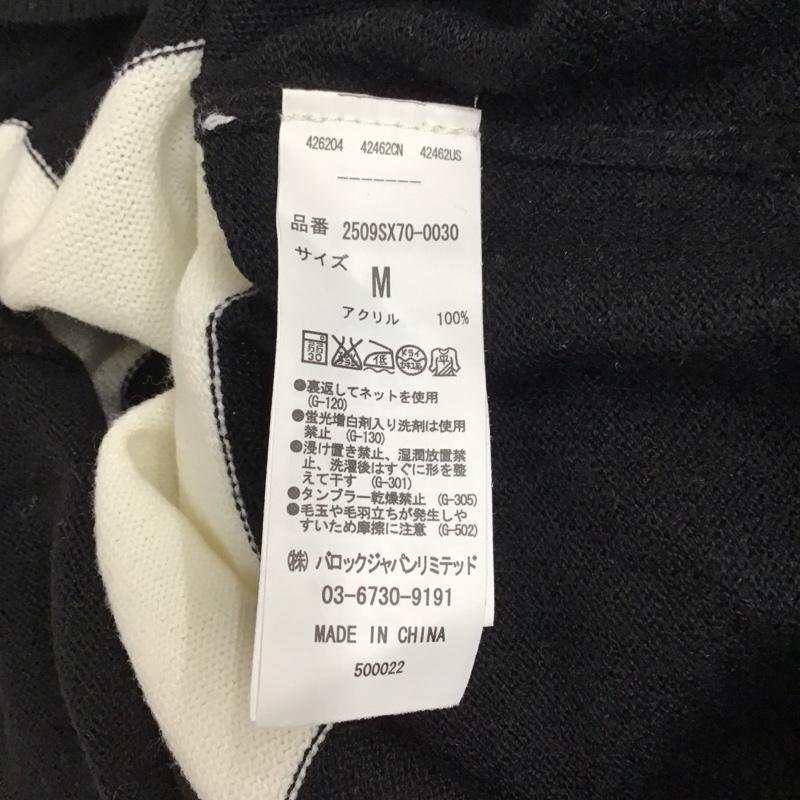 426204 42462CN 42462US
-------
品番 2509SX70-0030
サイズ
M
アクリル 100%
30 低 ドライ 平
●裏返してネットを使用
(G-120)
●蛍光増白剤入り洗剤は使用
禁止 (G-130)
●浸け置き禁止、湿潤放置禁
止、洗濯後はすぐに形を整
えて干す (G-301)
●タンブラー乾燥禁止 (G-305)
●毛玉や毛羽立ちが発生しや
すいため摩擦に注意 (G-502)
(株) バロックジャパンリミテッド
03-6730-9191
MADE IN CHINA
500022